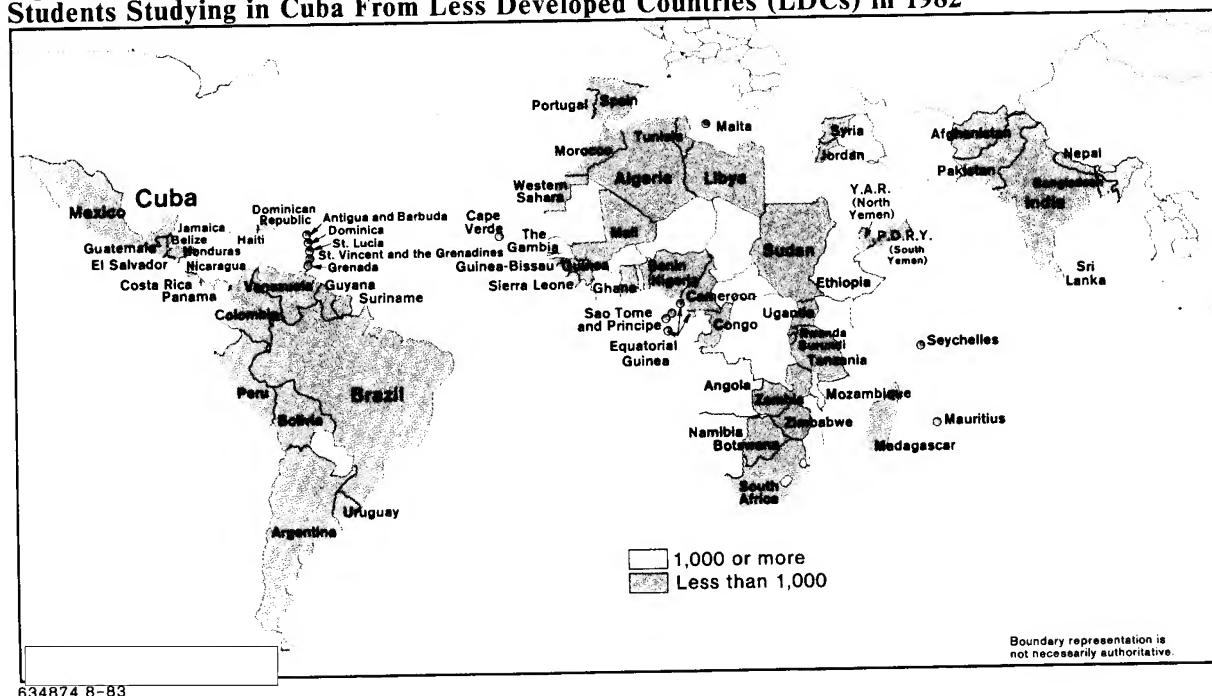 Students Studying in Cuba From Less Developed Countries (LDCs) in 1982
Portugal
Spain
Malta
Tunisia
Morocco
Algeria
Libya
Western
Sahara
Syria
Jordan
Afghanistan
Pakistan
Nepal
Bangladesh
India
Sri
Lanka
Mexico
Cuba
Jamaica
Belize
Haiti
Dominican
Republic
Antigua and Barbuda
Dominica
St. Lucia
St. Vincent and the Grenadines
Grenada
Guatemala
Honduras
El Salvador
Nicaragua
Costa Rica
Panama
Venezuela
Guyana
Suriname
Colombia
Peru
Brazil
Bolivia
Uruguay
Argentina
Cape
Verde
The
Gambia
Mali
Guinea-Bissau
Guinea
Sierra Leone
Ghana
Benin
Nigeria
Cameroon
Sao Tome
and Principe
Equatorial
Guinea
Congo
Sudan
Y.A.R.
(North
Yemen)
P.D.R.Y.
(South
Yemen)
Ethiopia
Uganda
Rwanda
Burundi
Tanzania
Seychelles
Angola
Zambia
Mozambique
Zimbabwe
Mauritius
Namibia
Botswana
Madagascar
South
Africa
1,000 or more
Less than 1,000
Boundary representation is
not necessarily authoritative.
634874 8-83